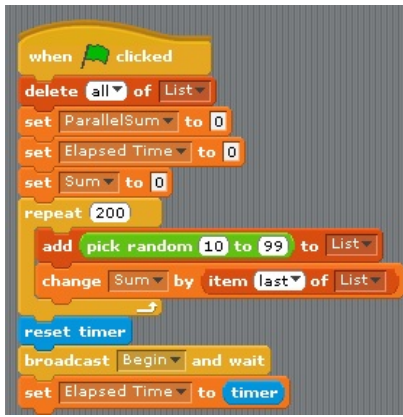 when clicked
delete all of List
set ParallelSum to 0
set Elapsed Time to 0
set Sum to 0
repeat 200
add pick random 10 to 99 to List
change Sum by item last of List
reset timer
broadcast Begin and wait
set Elapsed Time to timer